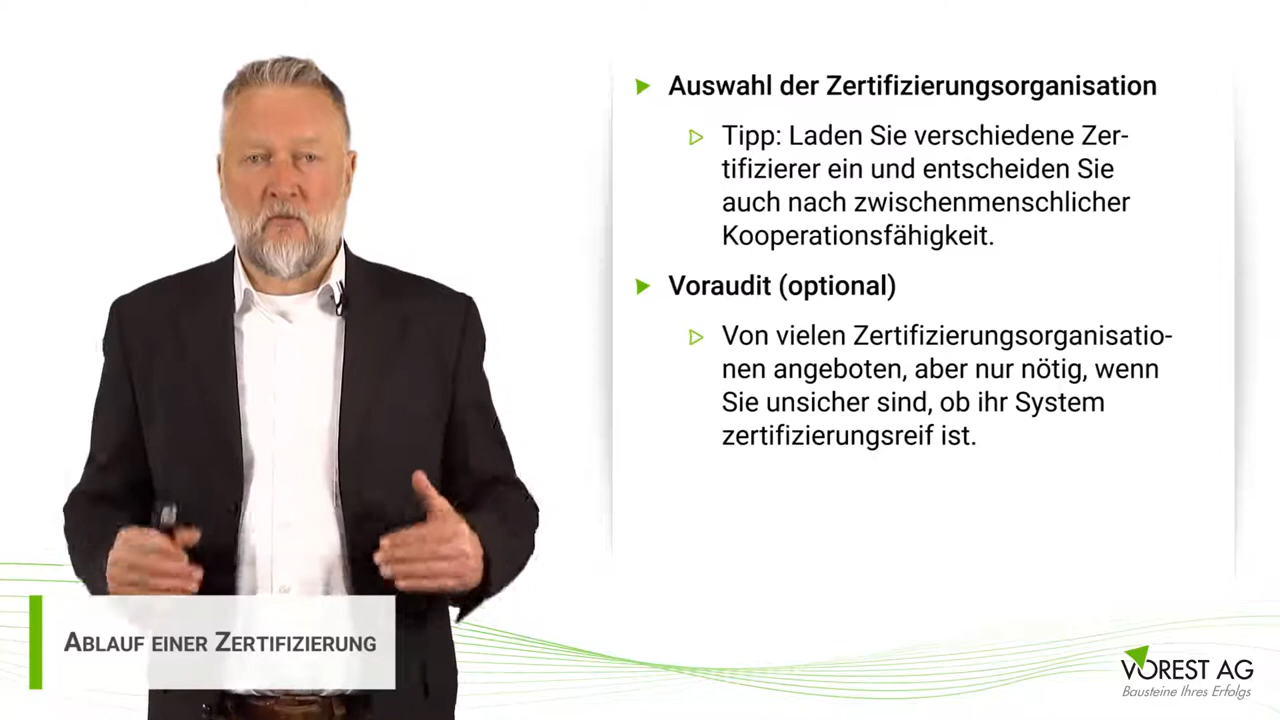 Auswahl der Zertifizierungsorganisation
Tipp: Laden Sie verschiedene Zer-
tifizierer ein und entscheiden Sie
auch nach zwischenmenschlicher
Kooperationsfähigkeit.
Voraudit (optional)
Von vielen Zertifizierungsorganisatio-
nen angeboten, aber nur nötig, wenn
Sie unsicher sind, ob ihr System
zertifizierungsreif ist.
Ablauf einer Zertifizierung
VOREST AG
Bausteine Ihres Erfolgs